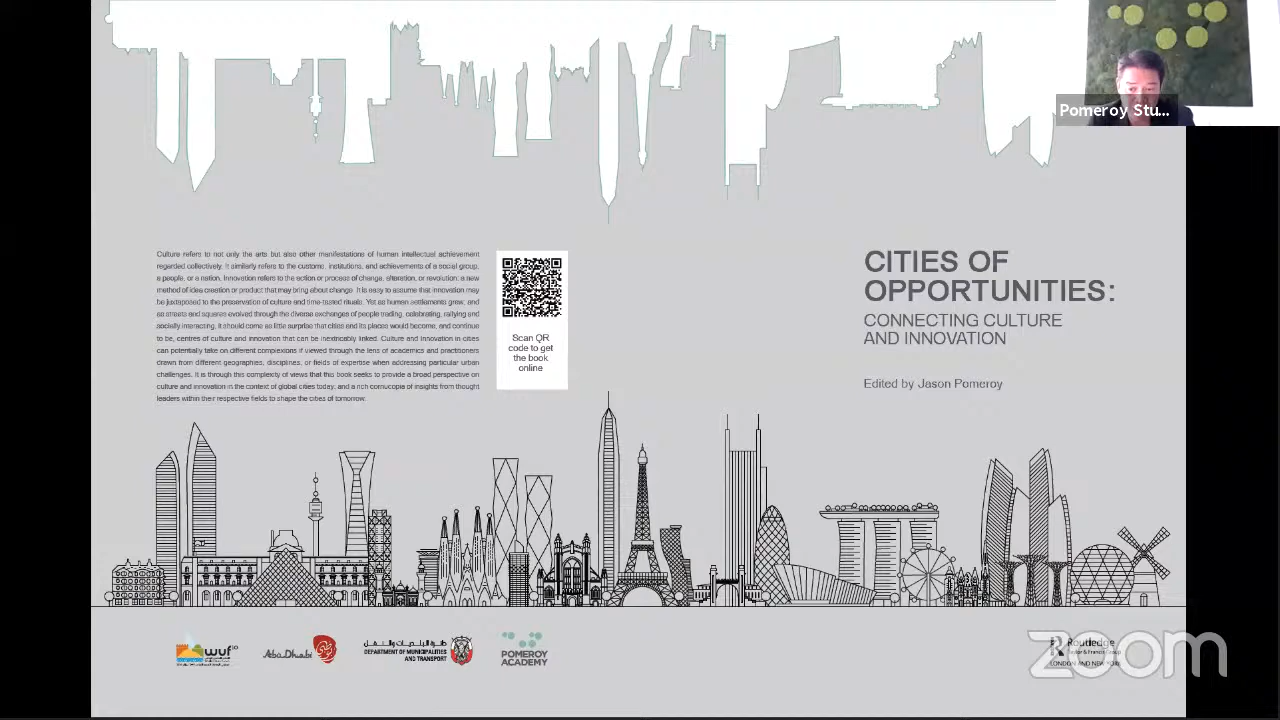 Pomeroy Stu...
Culture refers to not only the arts but also other manifestations of human intellectual achievement
regarded collectively. It similarly refers to the customs, institutions, and achievements of a social group,
a people, or a nation. Innovation refers to the action or process of change, alteration, or revolution: a new
method of idea creation or product that may bring about change. It is easy to assume that innovation may
be juxtaposed to the preservation of culture and time-tested rituals. Yet as human settlements grew, and
as streets and squares evolved through the diverse exchanges of people trading, celebrating, rallying and
socially interacting, it should come as little surprise that cities and its places would become, and continue
to be, centres of culture and innovation that can be inextricably linked. Culture and innovation in cities
can potentially take on different complexions if viewed through the lens of academics and practitioners
drawn from different geographies, disciplines, or fields of expertise when addressing particular urban
challenges. It is through this complexity of views that this book seeks to provide a broad perspective on
culture and innovation in the context of global cities today, and a rich cornucopia of insights from thought
leaders within their respective fields to shape the cities of tomorrow.
Scan QR
code to get
the book
online
CITIES OF
OPPORTUNITIES:
CONNECTING CULTURE
AND INNOVATION
Edited by Jason Pomeroy
wuf10
Abu Dhabi
دائرة البلديات والنقل
DEPARTMENT OF MUNICIPALITIES
AND TRANSPORT
POMEROY
ACADEMY
Routledge
Taylor & Francis Group
LONDON AND NEW YORK
zoom